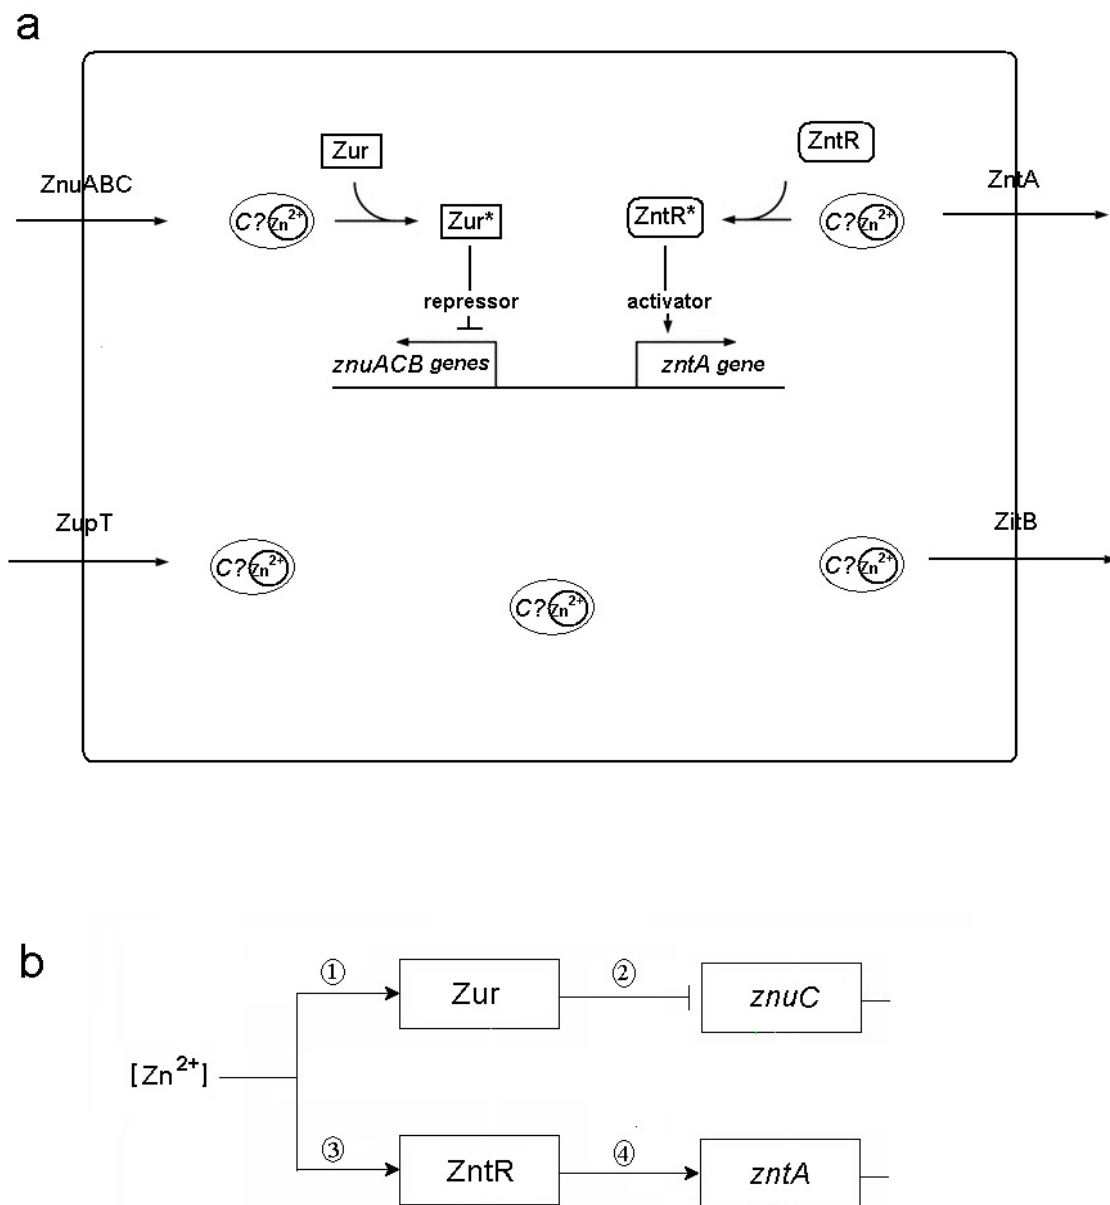 a
Zur
ZntR
ZnuABC
ZntA
C?Zn2+
Zur*
ZntR*
C?Zn2+
repressor
activator
znuACB genes
zntA gene
ZupT
ZitB
C?Zn2+
C?Zn2+
C?Zn2+
b
① ②
Zur
znuC
[Zn2+]
③ ④
ZntR
zntA